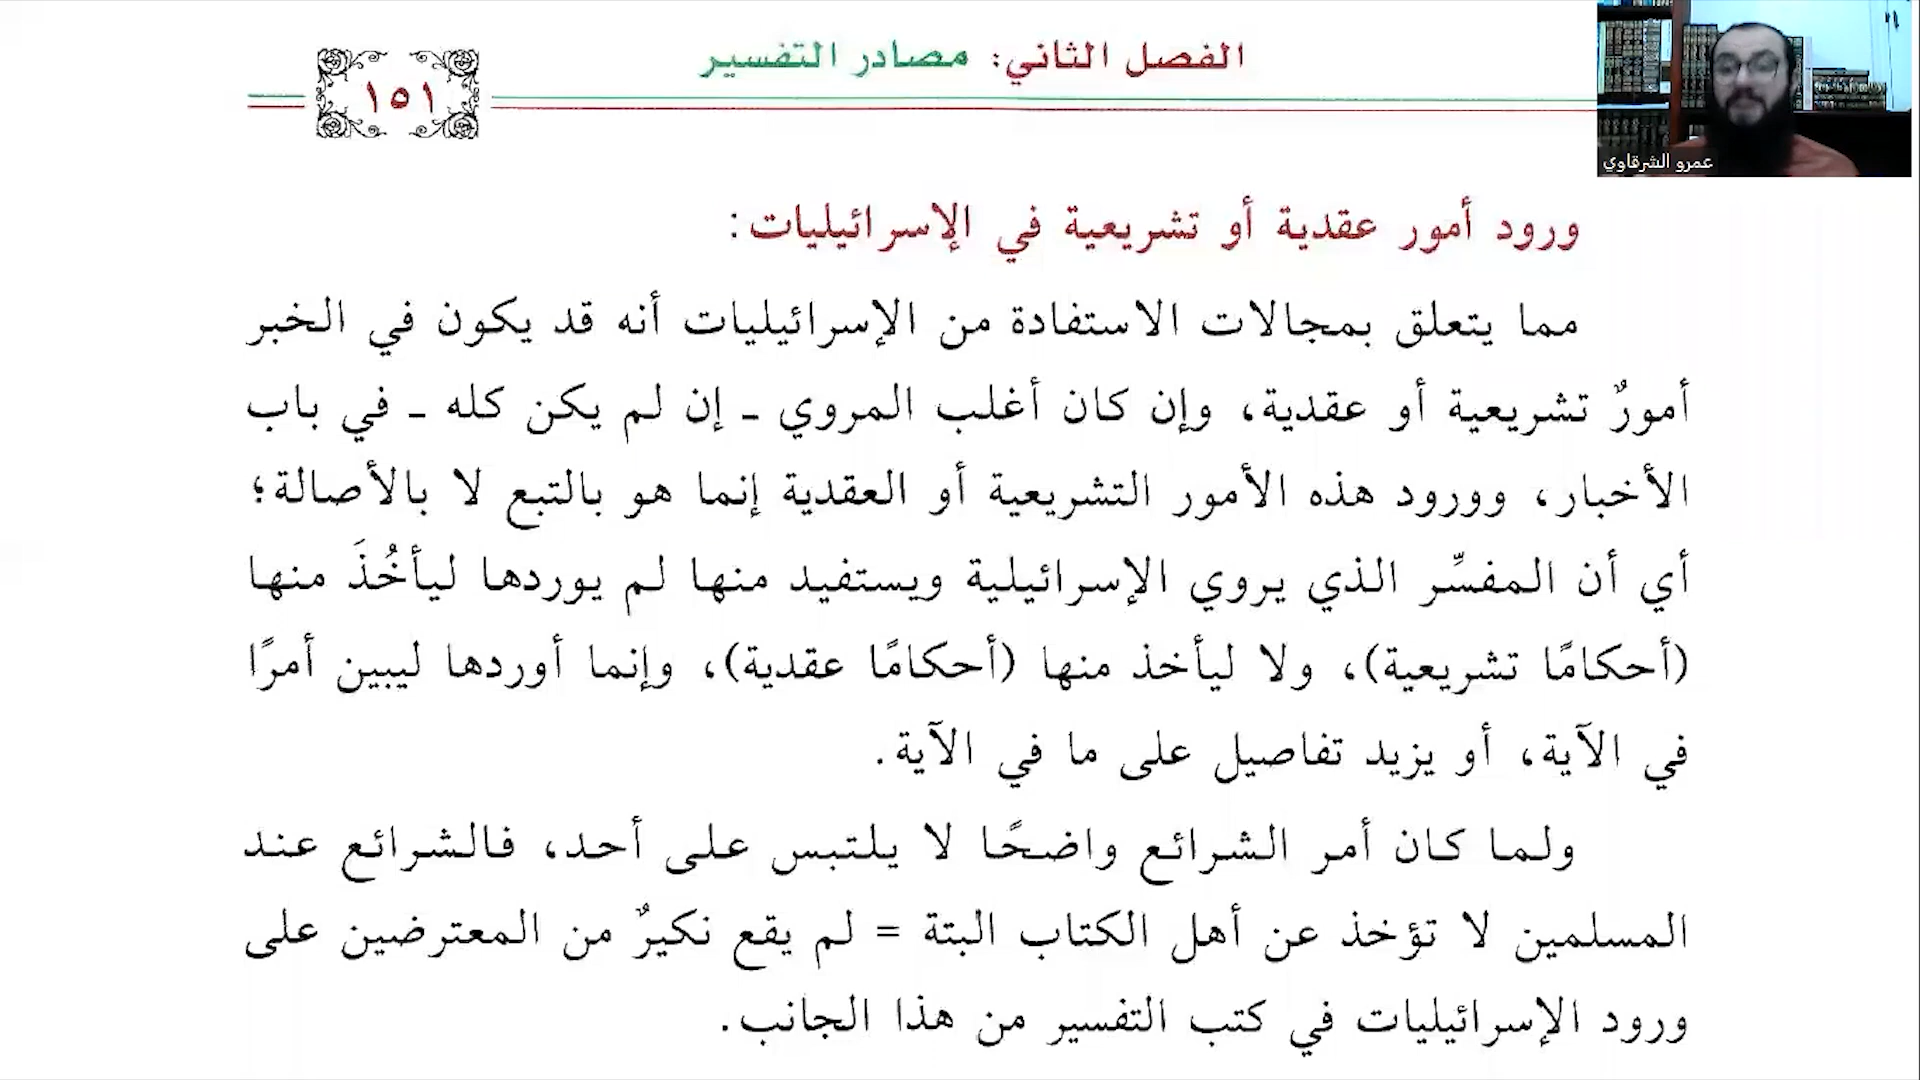 الفصل الثاني: مصادر التفسير
١٥١
عمرو الشرقاوي
ورود أمور عقدية أو تشريعية في الإسرائيليات:
مما يتعلق بمجالات الاستفادة من الإسرائيليات أنه قد يكون في الخبر
أمورٌ تشريعية أو عقدية، وإن كان أغلب المروي ـ إن لم يكن كله ـ في باب
الأخبار، وورود هذه الأمور التشريعية أو العقدية إنما هو بالتبع لا بالأصالة؛
أي أن المفسِّر الذي يروي الإسرائيلية ويستفيد منها لم يوردها ليأخُذَ منها
(أحكامًا تشريعية)، ولا ليأخذ منها (أحكامًا عقدية)، وإنما أوردها ليبين أمرًا
في الآية، أو يزيد تفاصيل على ما في الآية.
ولما كان أمر الشرائع واضحًا لا يلتبس على أحد، فالشرائع عند
المسلمين لا تؤخذ عن أهل الكتاب البتة = لم يقع نكيرٌ من المعترضين على
ورود الإسرائيليات في كتب التفسير من هذا الجانب.